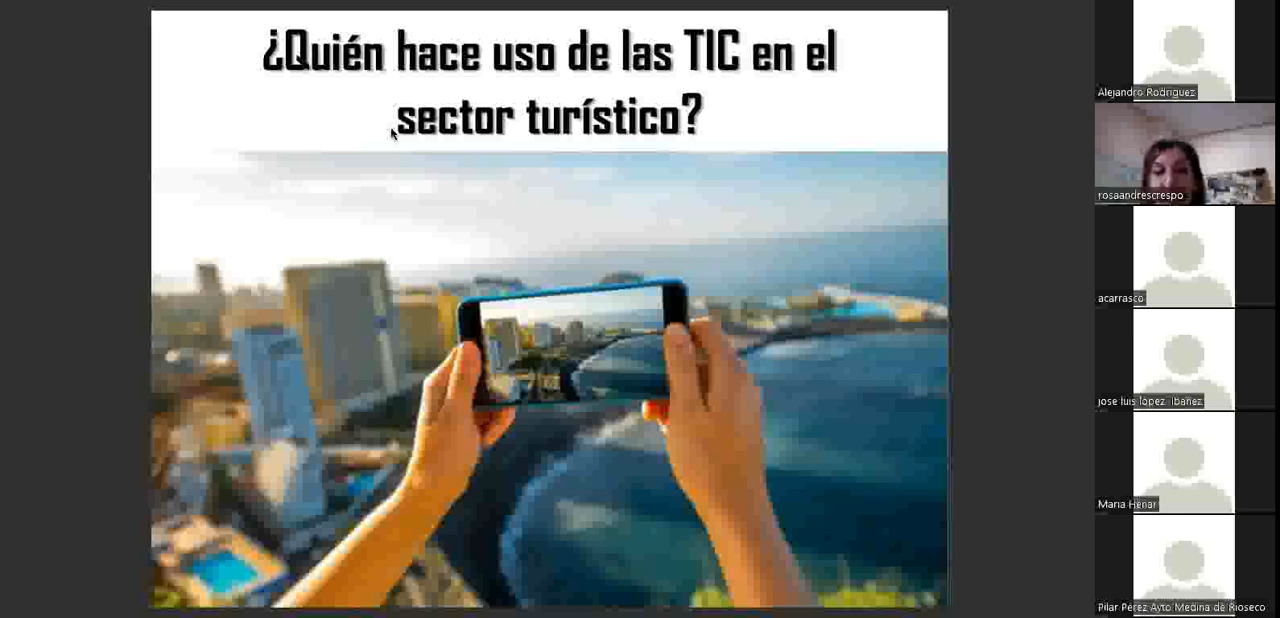 ¿Quién hace uso de las TIC en el
sector turístico?
Alejandro Rodriguez
rosaandrescrespo
acarrasco
jose luis lopez ibañez
Maria Henar
Pilar Pérez Ayto Medina de Rioseco